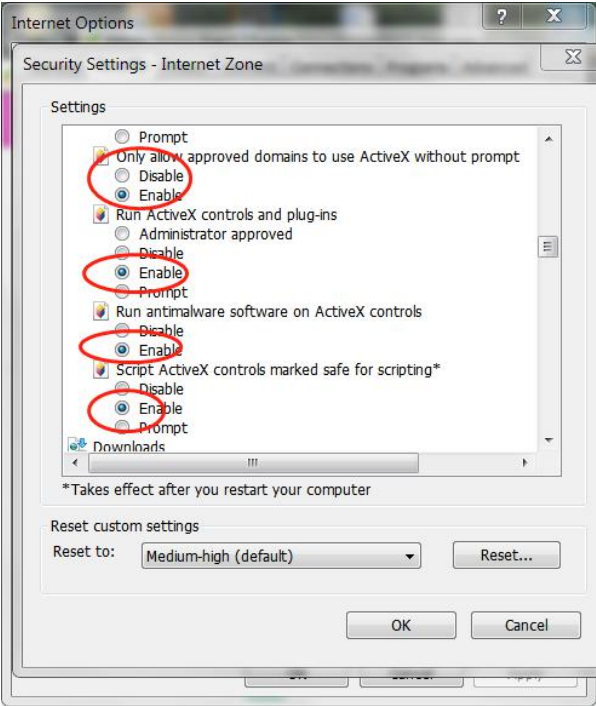 Internet Options
Security Settings - Internet Zone
Settings
Prompt
Only allow approved domains to use ActiveX without prompt
Disable
Enable
Run ActiveX controls and plug-ins
Administrator approved
Disable
Enable
Prompt
Run antimalware software on ActiveX controls
Disable
Enable
Script ActiveX controls marked safe for scripting*
Disable
Enable
Prompt
Downloads
*Takes effect after you restart your computer
Reset custom settings
Reset to: Medium-high (default) Reset...
OK Cancel